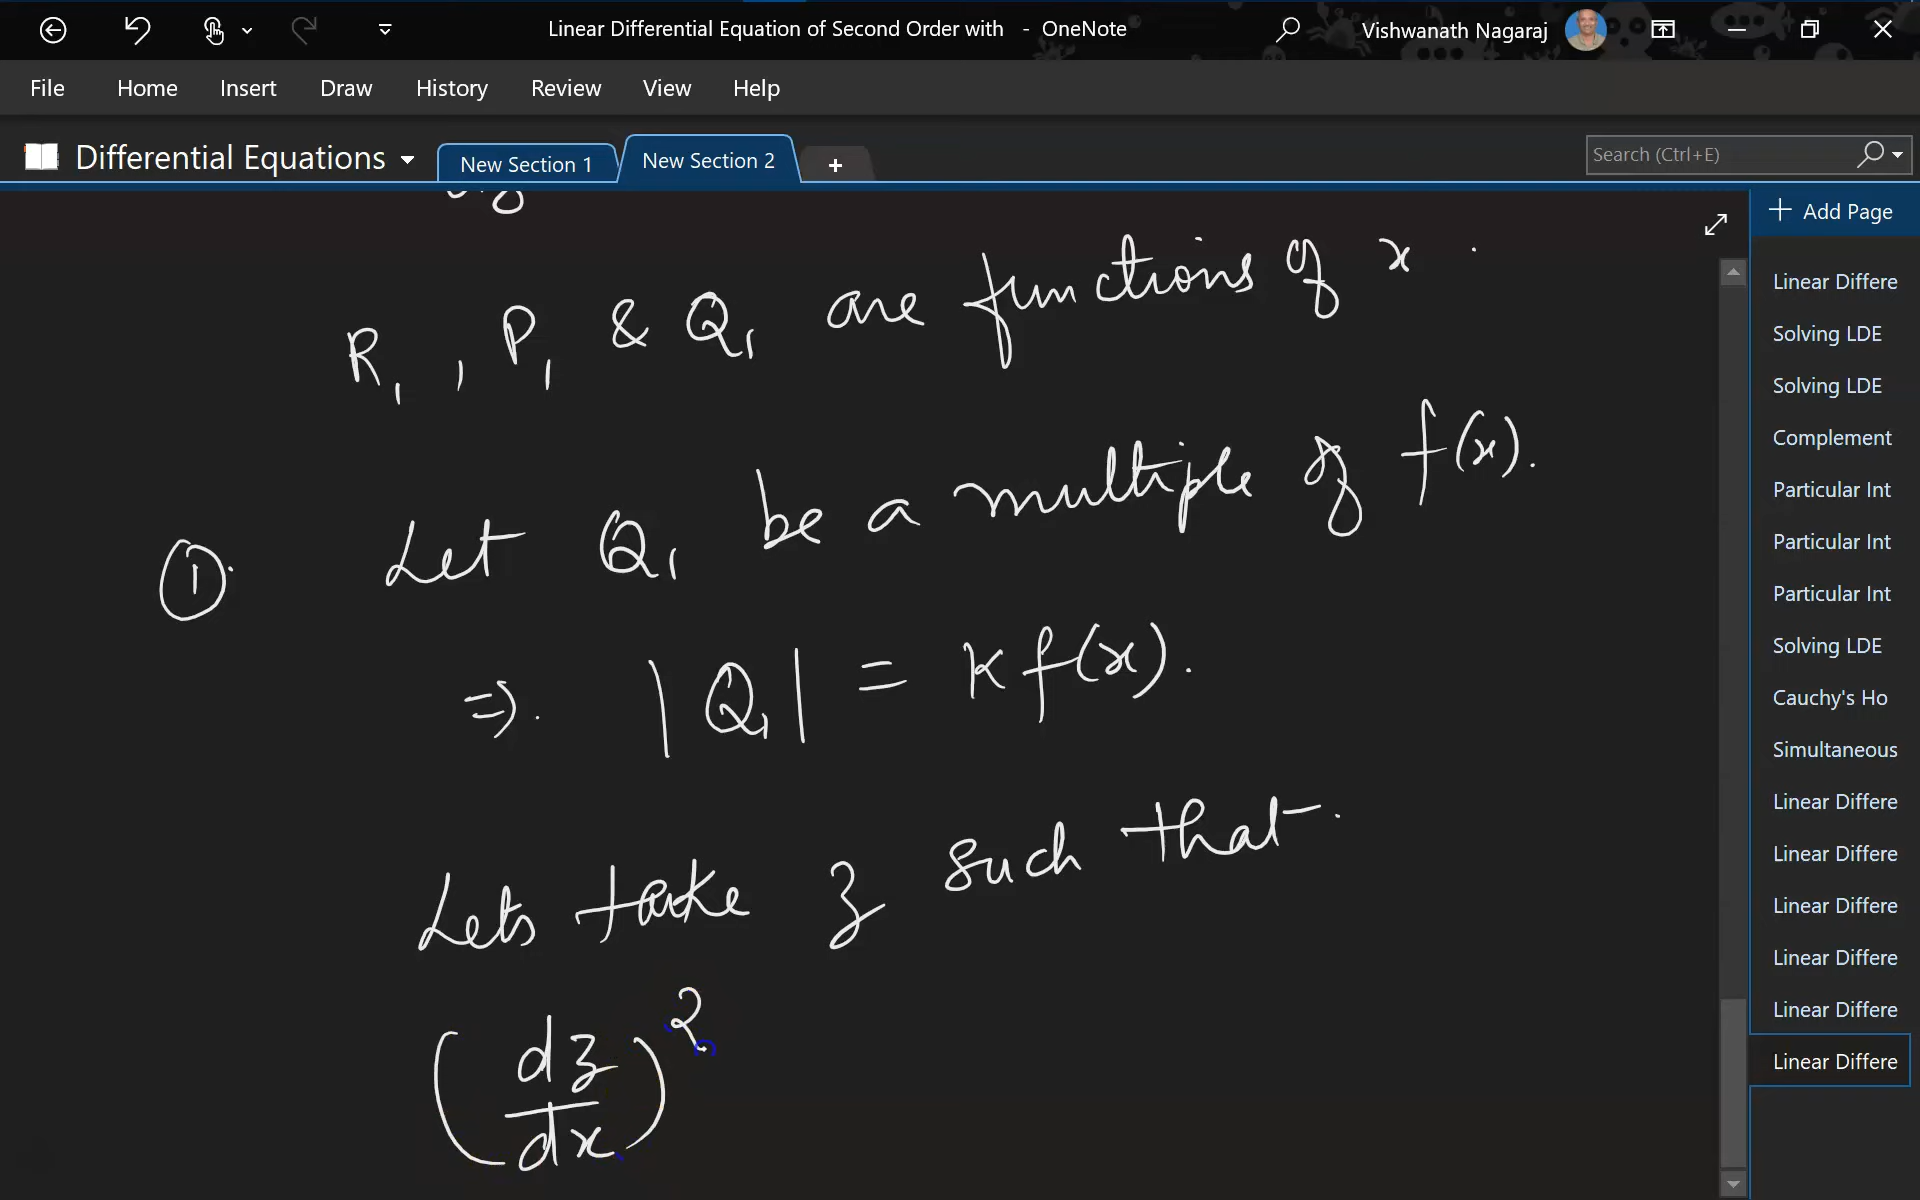 Linear Differential Equation of Second Order with - OneNote
Vishwanath Nagaraj
File Home Insert Draw History Review View Help
Differential Equations
New Section 1
New Section 2
+
Search (Ctrl+E)
R₁, P₁ & Q₁ are functions of x.
① Let Q₁ be a multiple of f(x).
⇒ |Q₁| = K f(x).
Lets take z such that
(dz/dx)²
Add Page
Linear Differe
Solving LDE
Solving LDE
Complement
Particular Int
Particular Int
Particular Int
Solving LDE
Cauchy's Ho
Simultaneous
Linear Differe
Linear Differe
Linear Differe
Linear Differe
Linear Differe
Linear Differe